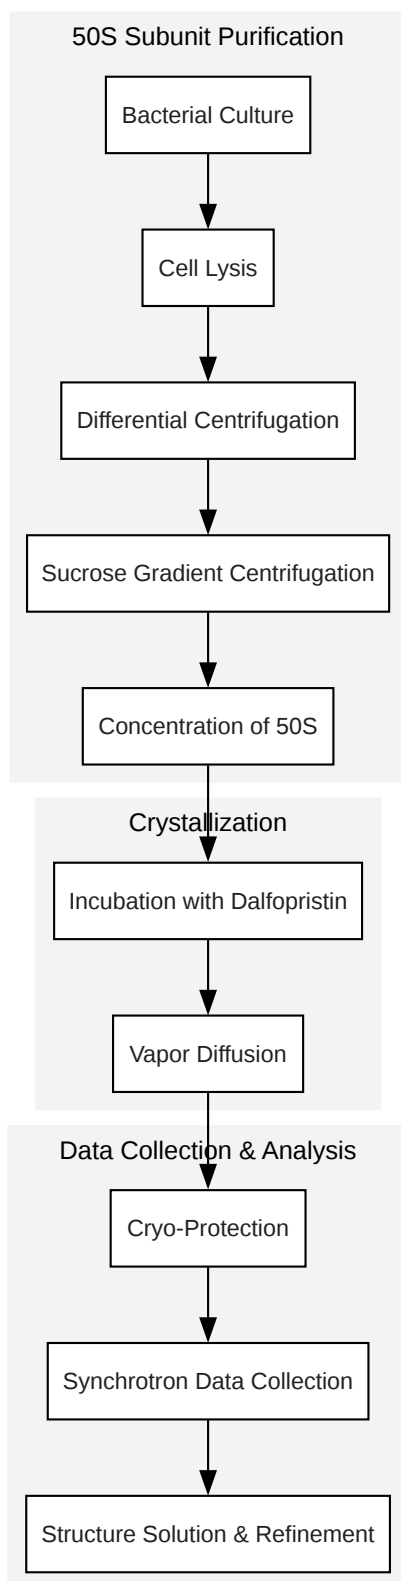 50S Subunit Purification
Bacterial Culture
Cell Lysis
Differential Centrifugation
Sucrose Gradient Centrifugation
Concentration of 50S
Crystallization
Incubation with Dalfopristin
Vapor Diffusion
Data Collection & Analysis
Cryo-Protection
Synchrotron Data Collection
Structure Solution & Refinement